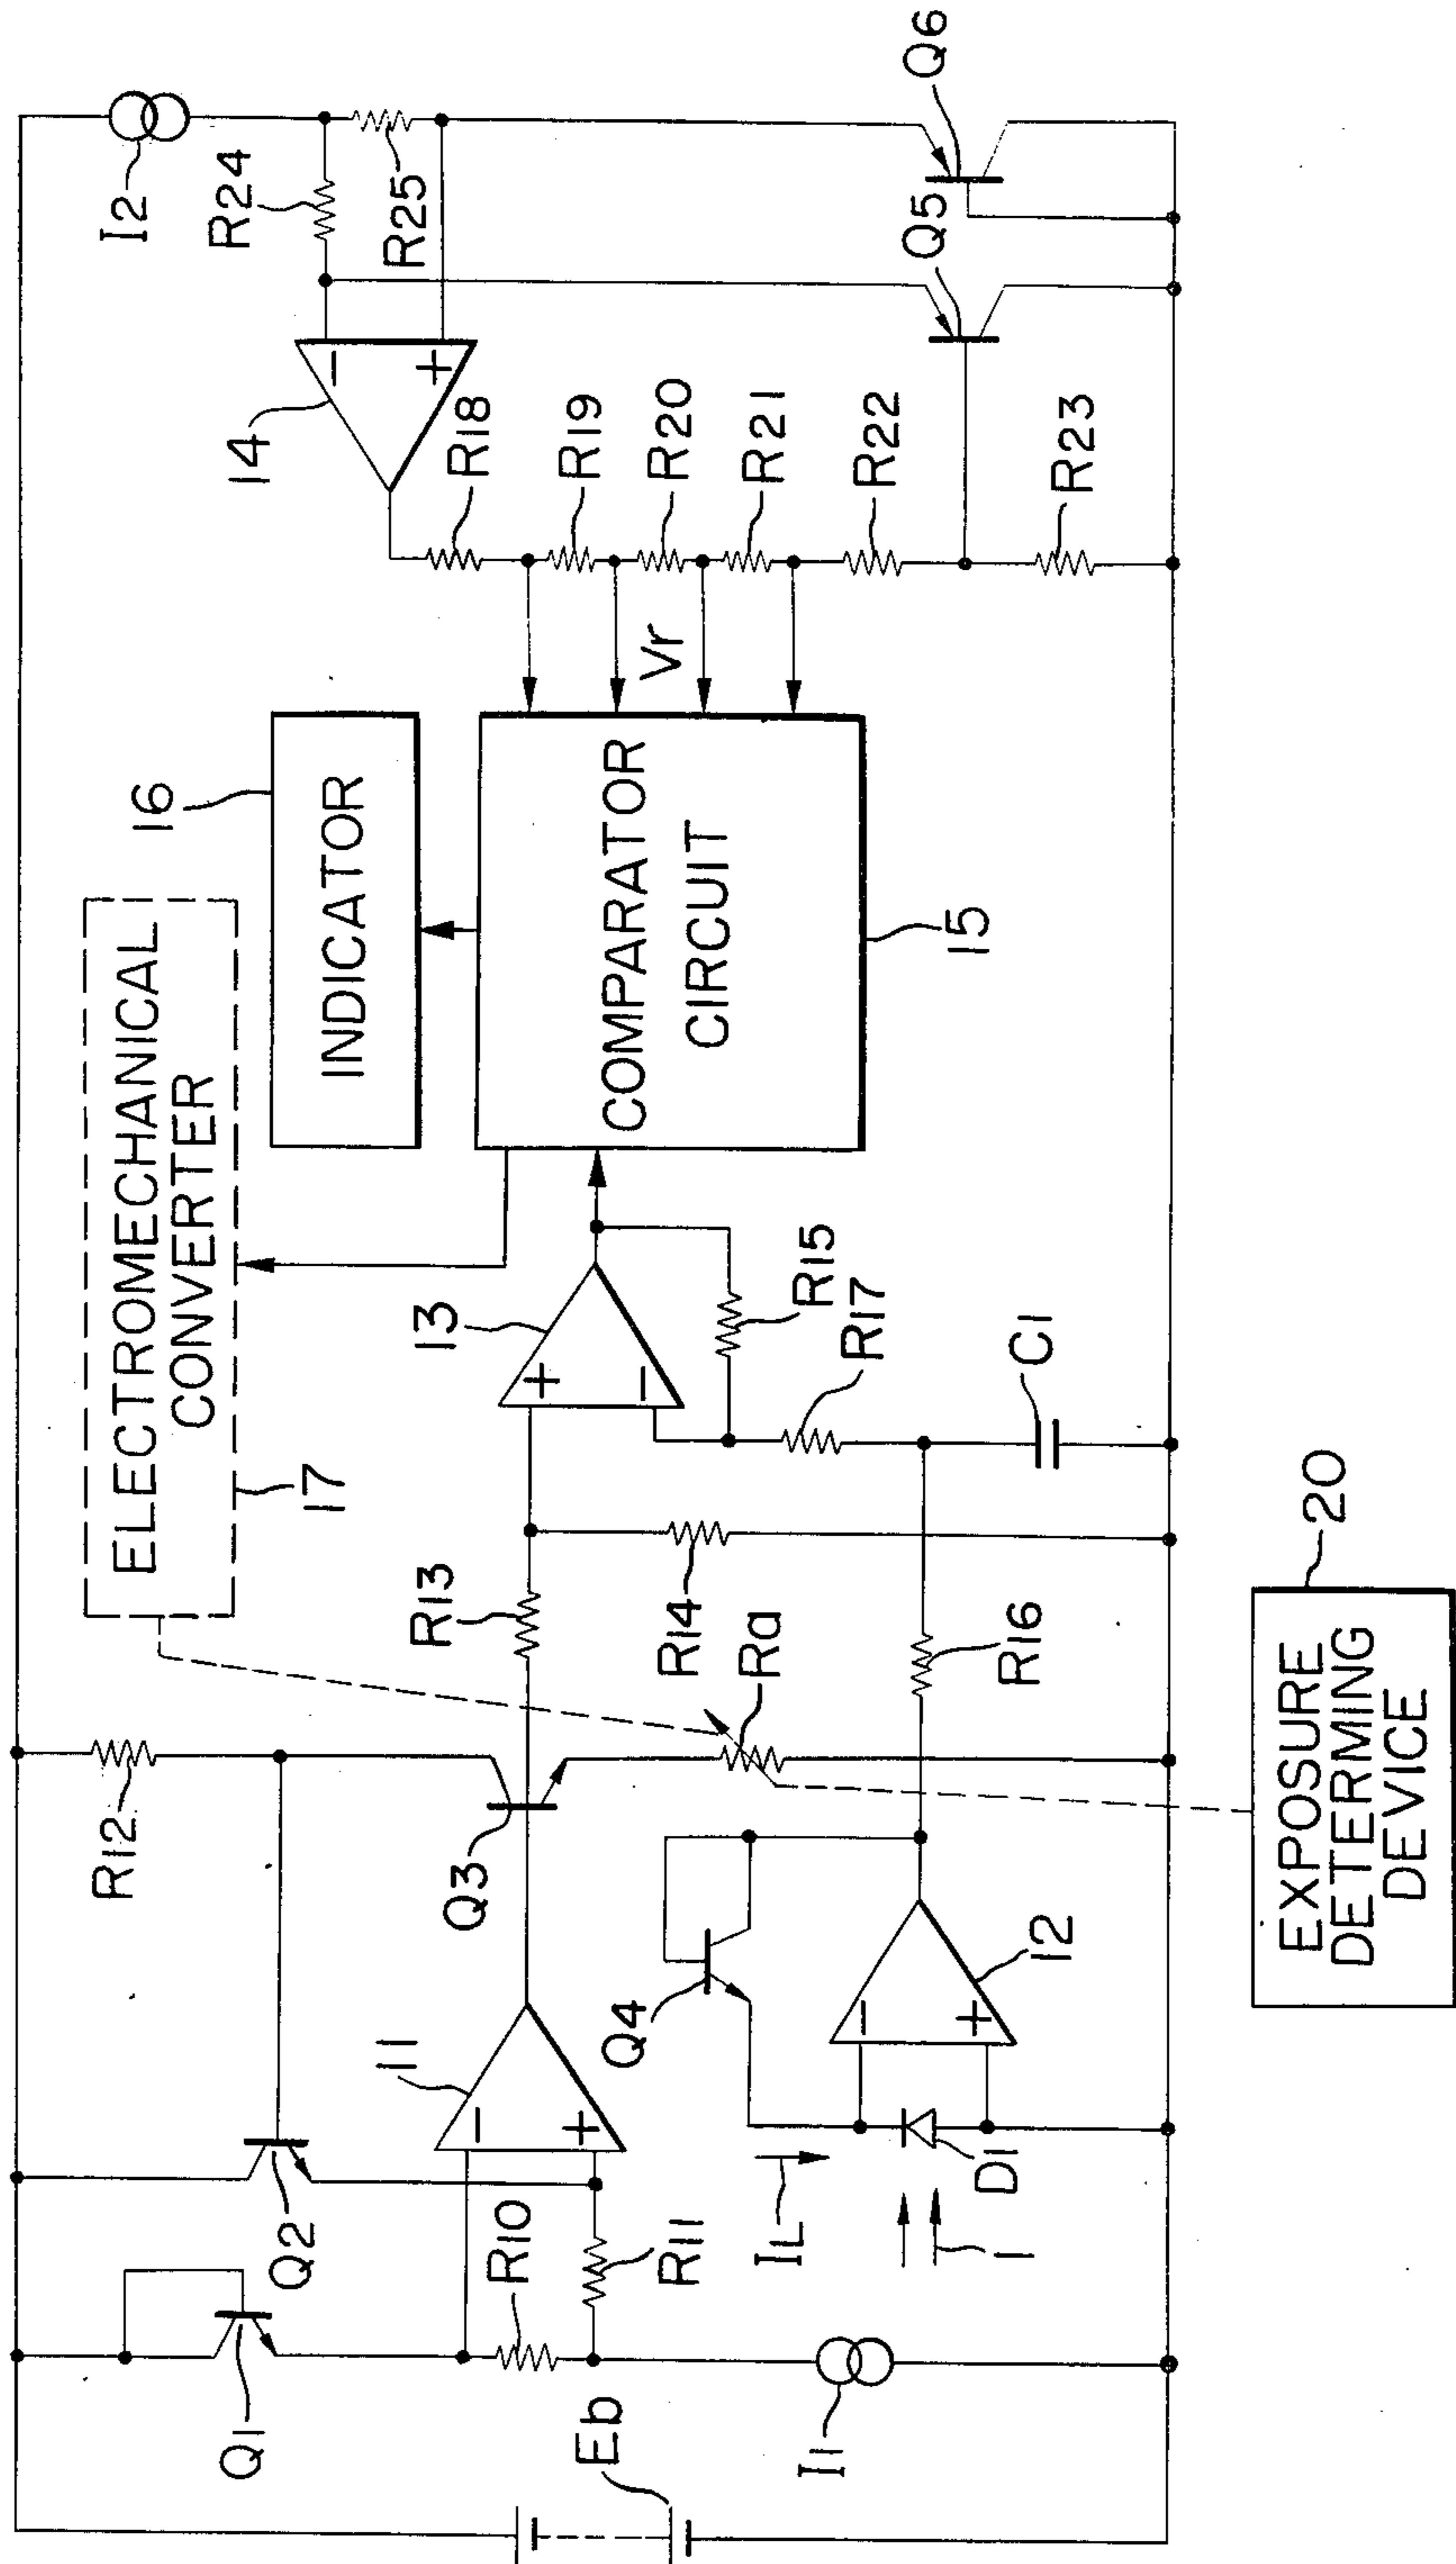 Eb
Q1
Q2
R10
R11
I1
11
R12
Q3
Q4
IL
D1
1
12
−
+
−
+
Ra
R13
R14
R16
R15
R17
C1
13
+
−
ELECTROMECHANICAL
CONVERTER
17
EXPOSURE
DETERMING
DEVICE
20
INDICATOR
16
COMPARATOR
CIRCUIT
15
Vr
14
−
+
R18
R19
R20
R21
R22
R23
I2
R24
R25
Q5
Q6